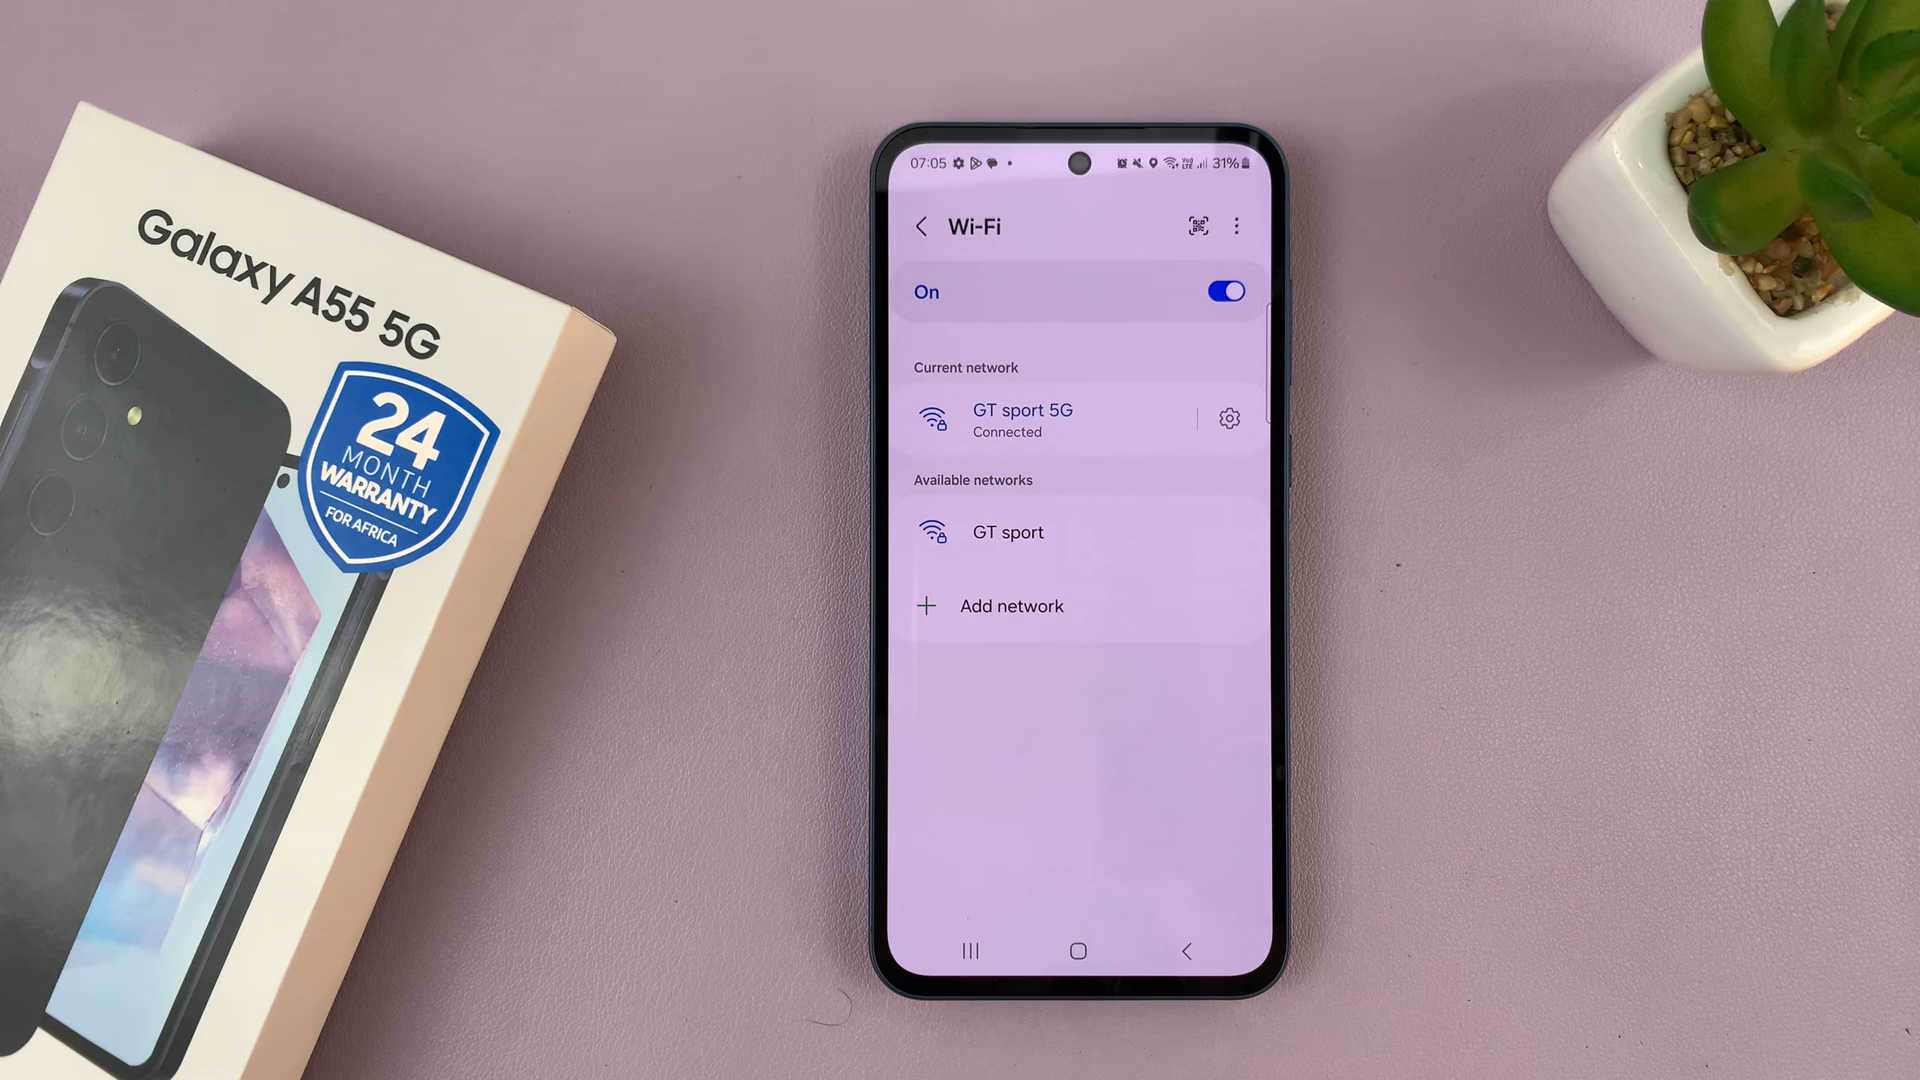 Galaxy A55 5G
24
MONTH
WARRANTY
FOR AFRICA
07:05
31%
Wi-Fi
On
Current network
GT sport 5G
Connected
Available networks
GT sport
Add network